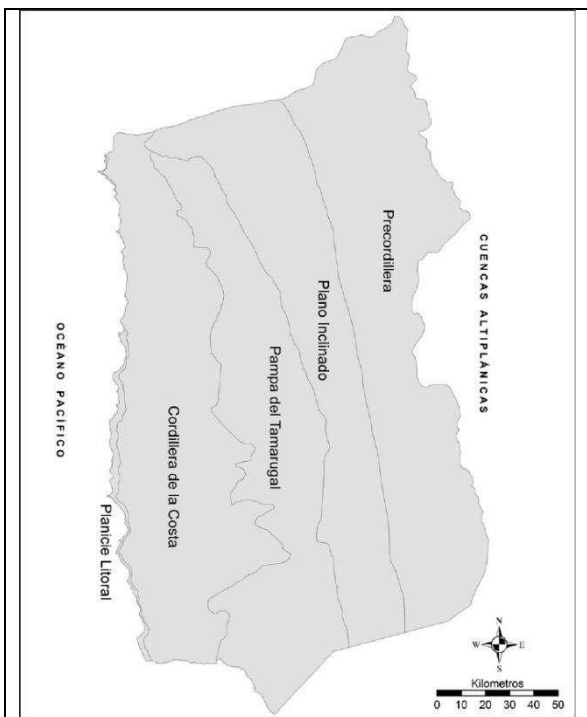 CUENCAS ALTIPLÁNICAS
Precordillera
Plano Inclinado
Pampa del Tamarugal
Cordillera de la Costa
Planicie Litoral
OCÉANO PACÍFICO
N
W E
S
Kilometros
0 10 20 30 40 50